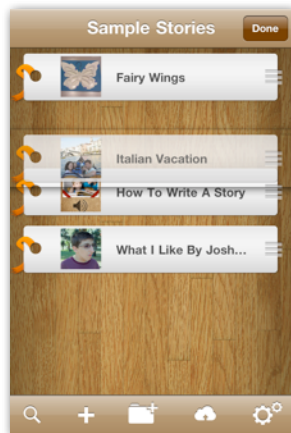 Sample Stories
Done
Fairy Wings
Italian Vacation
How To Write A Story
What I Like By Josh...